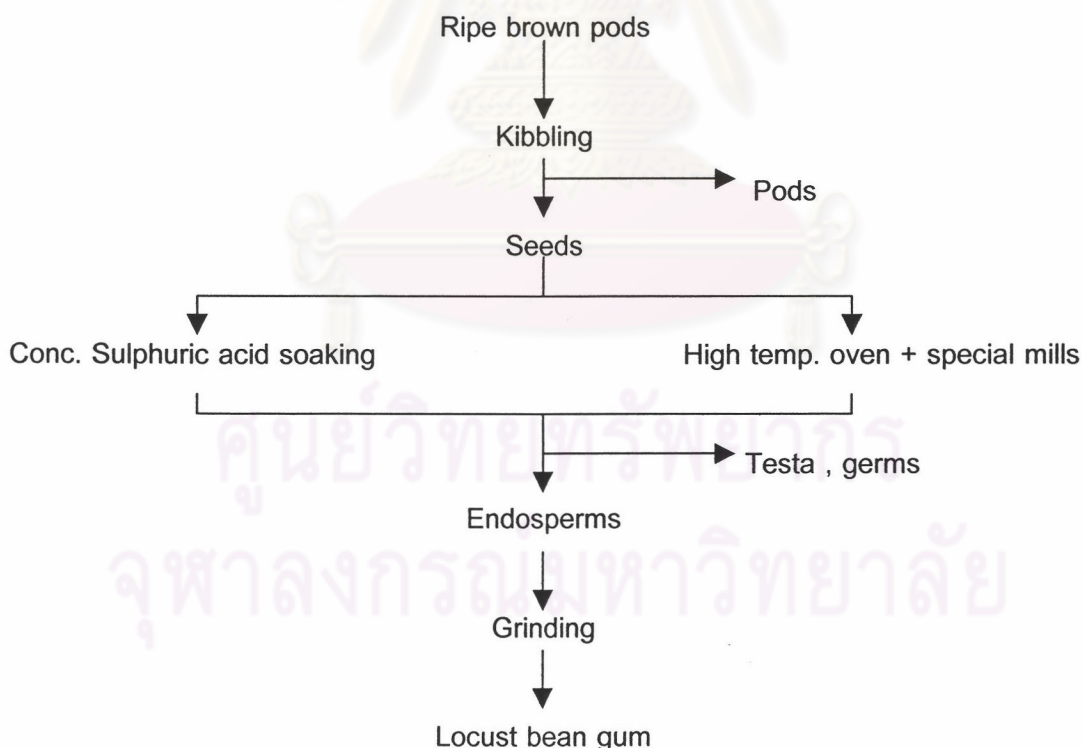 Ripe brown pods
Kibbling
Pods
Seeds
Conc. Sulphuric acid soaking
High temp. oven + special mills
ศูนย์วิทยทรัพยากร
Testa , germs
Endosperms
จุฬาลงกรณ์มหาวิทยาลัย
Grinding
Locust bean gum